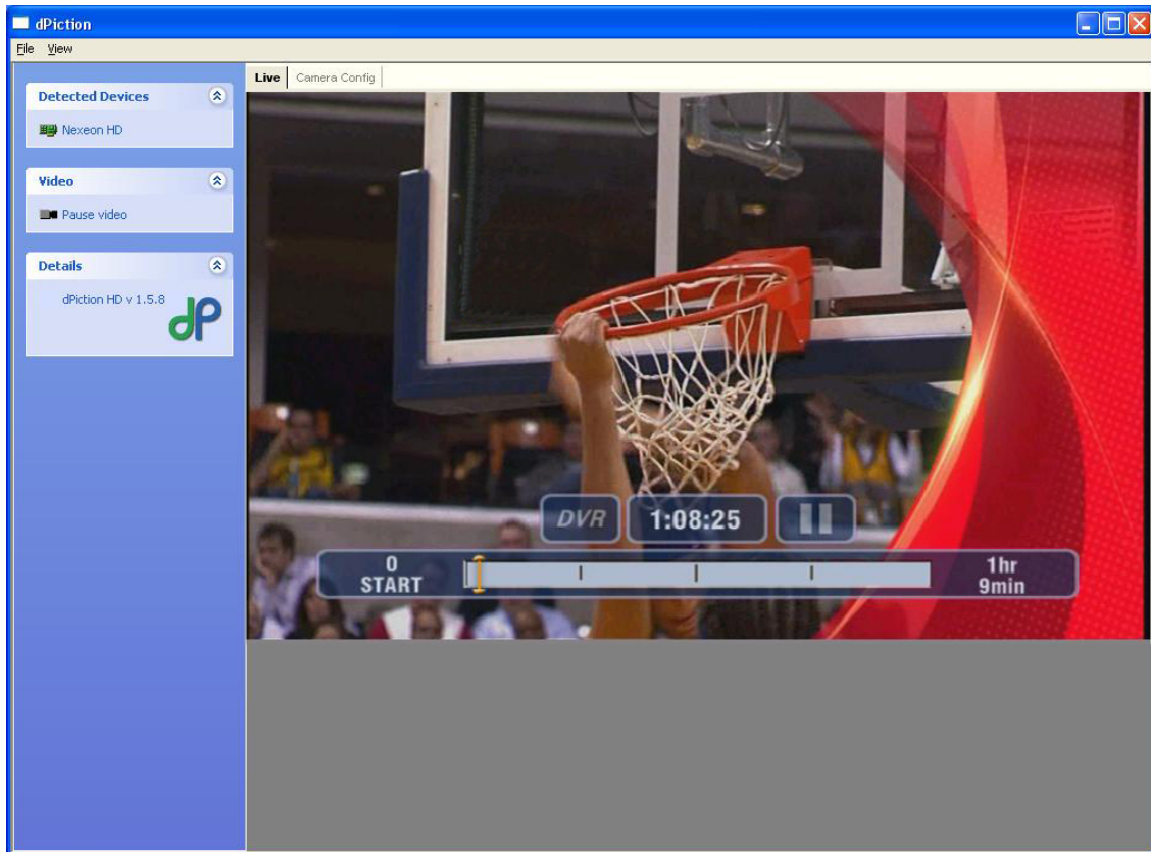 dPiction
File View
Detected Devices
Nexeon HD
Video
Pause video
Details
dPiction HD v 1.5.8
dP
Live Camera Config
DVR 1:08:25
0
START
1hr
9min